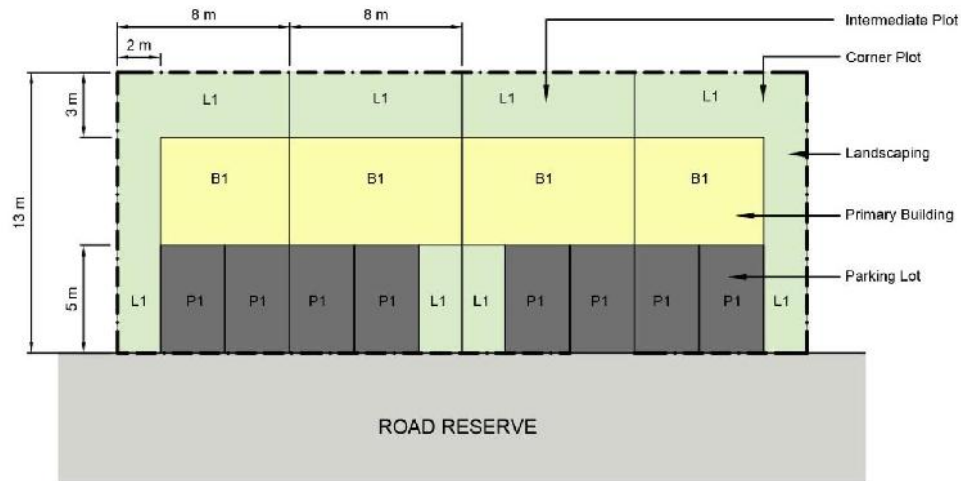 8 m
8 m
Intermediate Plot
2 m
Corner Plot
3 m
L1
L1
L1
L1
Landscaping
13 m
B1
B1
B1
B1
Primary Building
5 m
Parking Lot
L1
P1
P1
P1
P1
L1
L1
P1
P1
P1
P1
L1
ROAD RESERVE